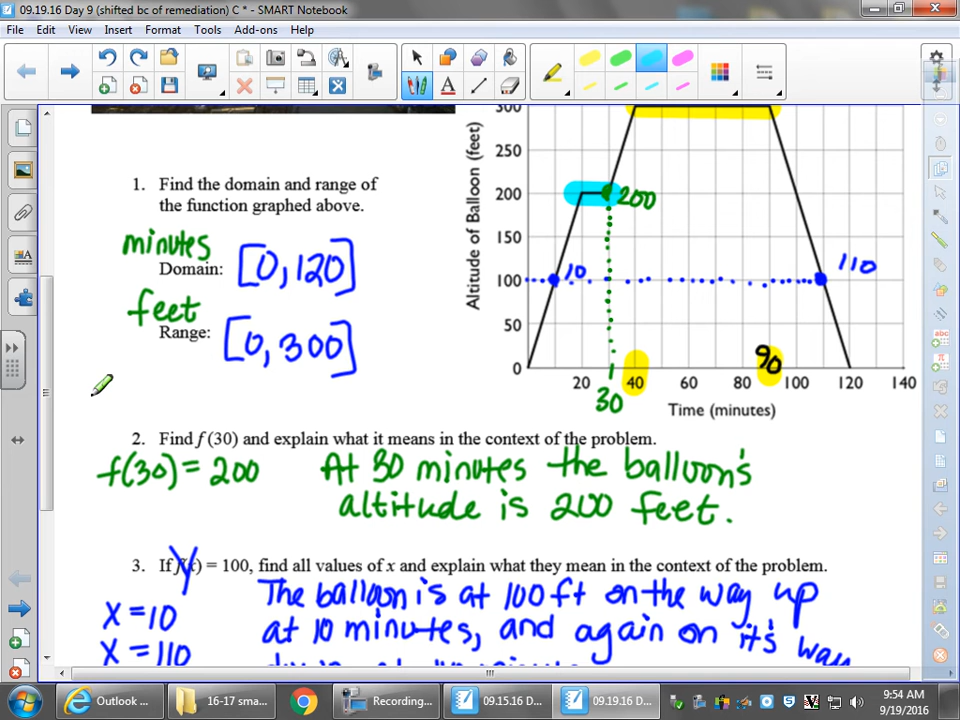 09.19.16 Day 9 (shifted bc of remediation) C * - SMART Notebook
File Edit View Insert Format Tools Add-ons Help
1. Find the domain and range of
the function graphed above.
minutes
Domain: [0,120]
feet
Range: [0,300]
Altitude of Balloon (feet)
300
250
200
150
100
50
0
200
10
110
90
20 40 60 80 100 120 140
30
Time (minutes)
2. Find f (30) and explain what it means in the context of the problem.
f(30) = 200 At 30 minutes the balloon's
altitude is 200 feet.
y
3. If f(x) = 100, find all values of x and explain what they mean in the context of the problem.
x = 10 The balloon is at 100 ft on the way up
at 10 minutes, and again on it's way
x = 110
Outlook ...
16-17 sma...
Recording...
09.15.16 D...
09.19.16 D...
9:54 AM
9/19/2016